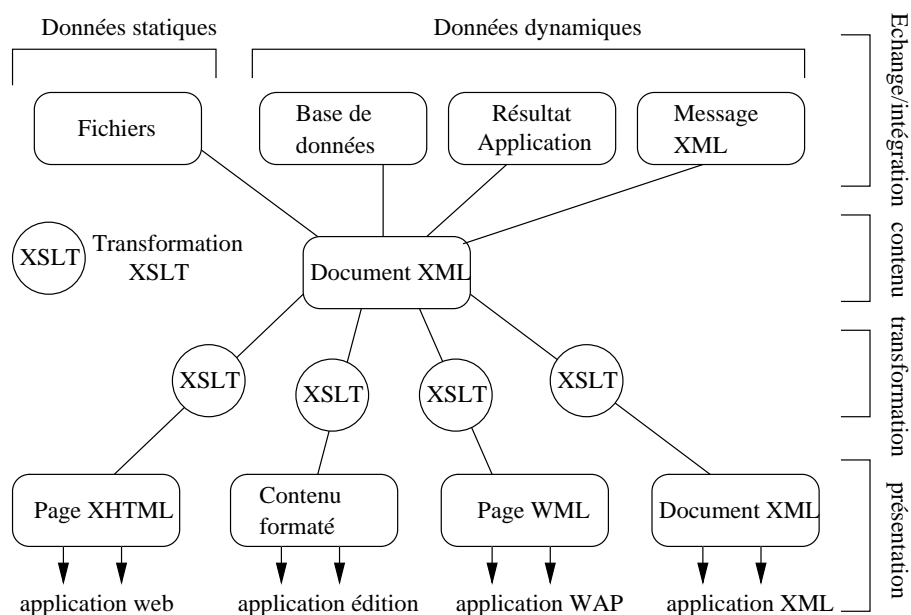 Données statiques
Données dynamiques
Echange/intégration
Fichiers
Base de
données
Résultat
Application
Message
XML
XSLT
Transformation
XSLT
Document XML
contenu
XSLT
XSLT
XSLT
XSLT
transformation
Page XHTML
Contenu
formaté
Page WML
Document XML
présentation
application web
application édition
application WAP
application XML